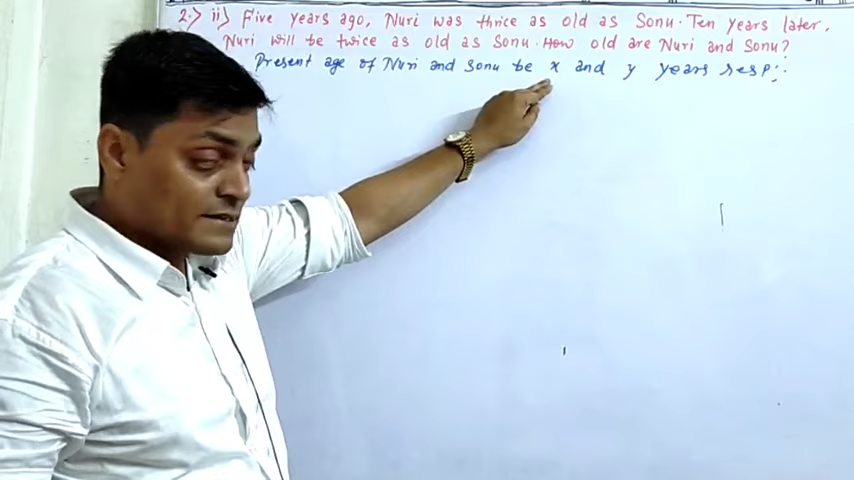 2.> ii> Five years ago, Nuri was thrice as old as Sonu. Ten years later,
Nuri will be twice as old as Sonu. How old are Nuri and Sonu?
Present age of Nuri and Sonu be x and y years resp:.